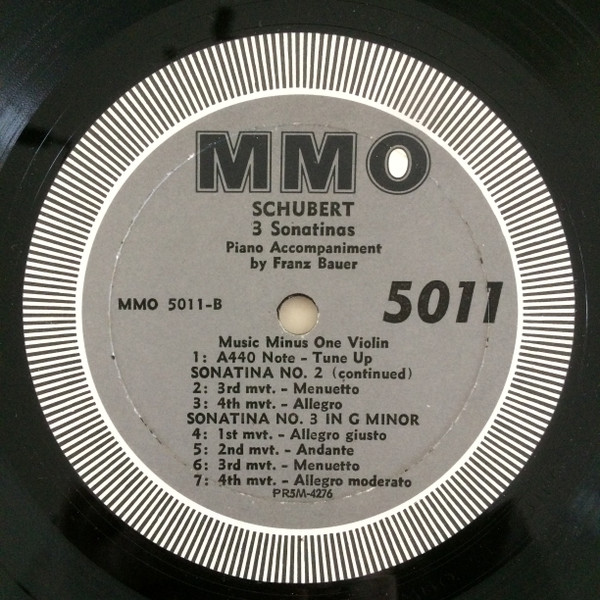 MMO
SCHUBERT
3 Sonatinas
Piano Accompaniment
by Franz Bauer
MMO 5011-B
5011
Music Minus One Violin
1: A440 Note - Tune Up
SONATINA NO. 2 (continued)
2: 3rd mvt. - Menuetto
3: 4th mvt. - Allegro
SONATINA NO. 3 IN G MINOR
4: 1st mvt. - Allegro giusto
5: 2nd mvt. - Andante
6: 3rd mvt. - Menuetto
7: 4th mvt. - Allegro moderato
PR5M-4276